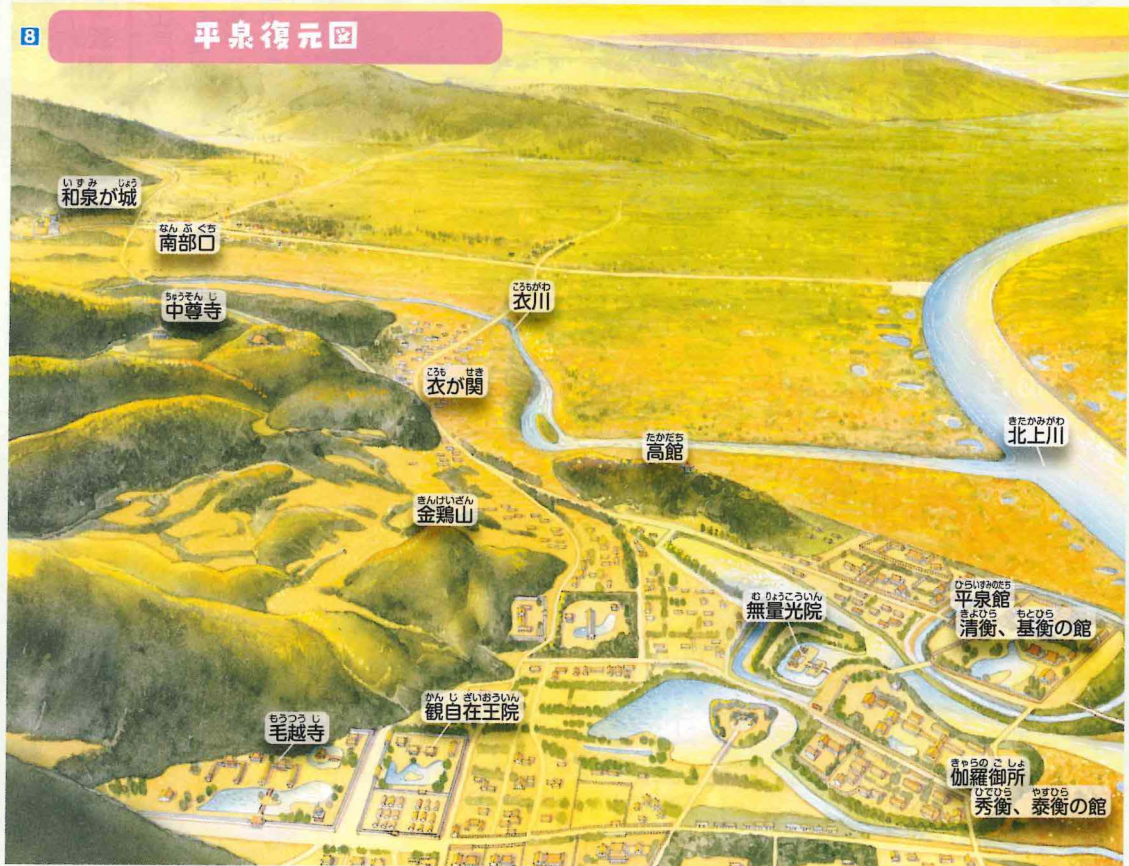 8
平泉復元図
いずみ じょう
和泉が城
なんぶぐち
南部口
ちゅうそんじ
中尊寺
ころもがわ
衣川
ころも せき
衣が関
たかだち
高館
きたかみがわ
北上川
きんけいざん
金鶏山
むりょうこういん
無量光院
ひらいずみのたち
平泉館
きよひら もとひら
清衡、基衡の館
かんじざいおういん
観自在王院
もうつうじ
毛越寺
きゃらのごしょ
伽羅御所
ひでひら やすひら
秀衡、泰衡の館